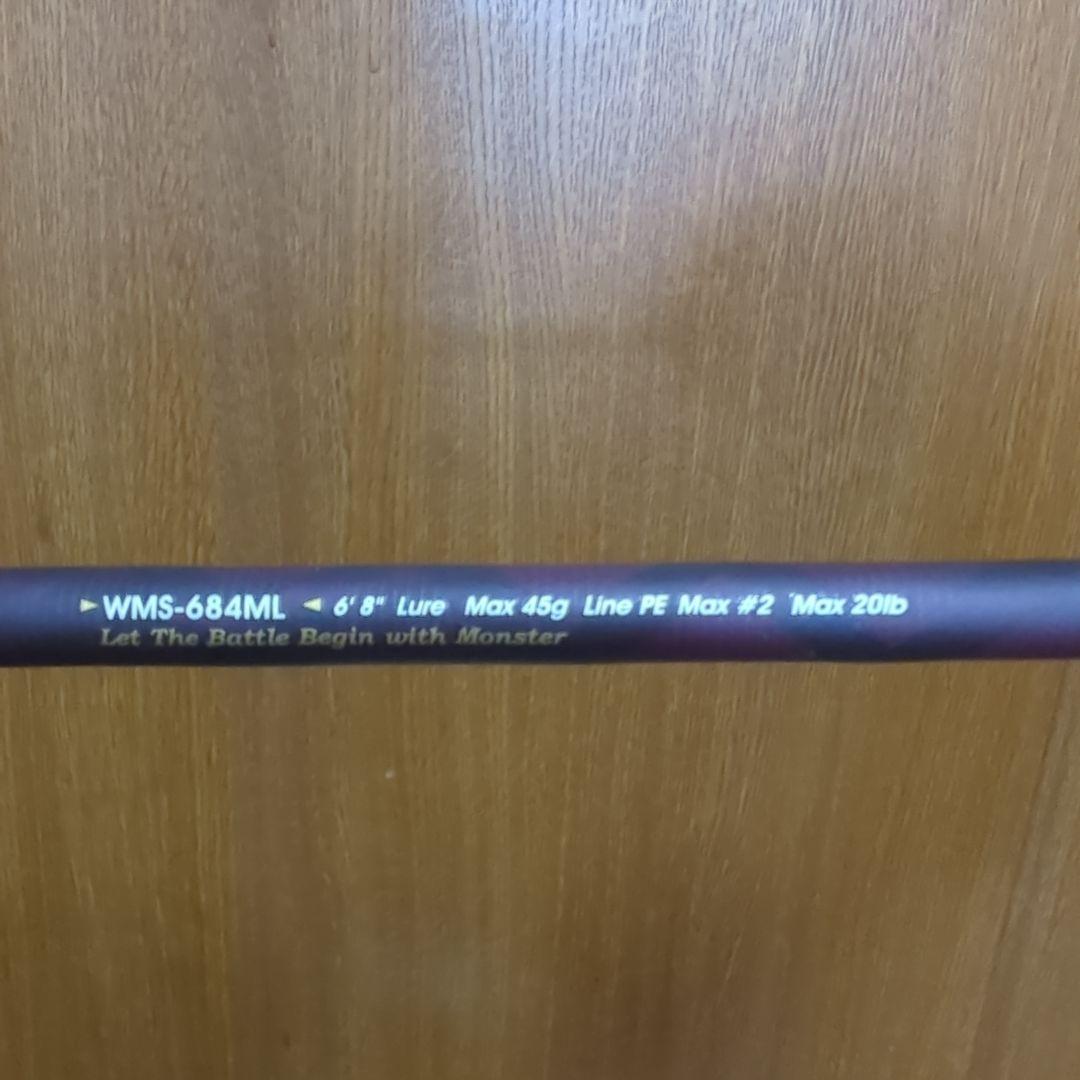 ▶WMS-684ML ◀ 6' 8" Lure Max 45g Line PE Max #2 Max 20lb
Let The Battle Begin with Monster